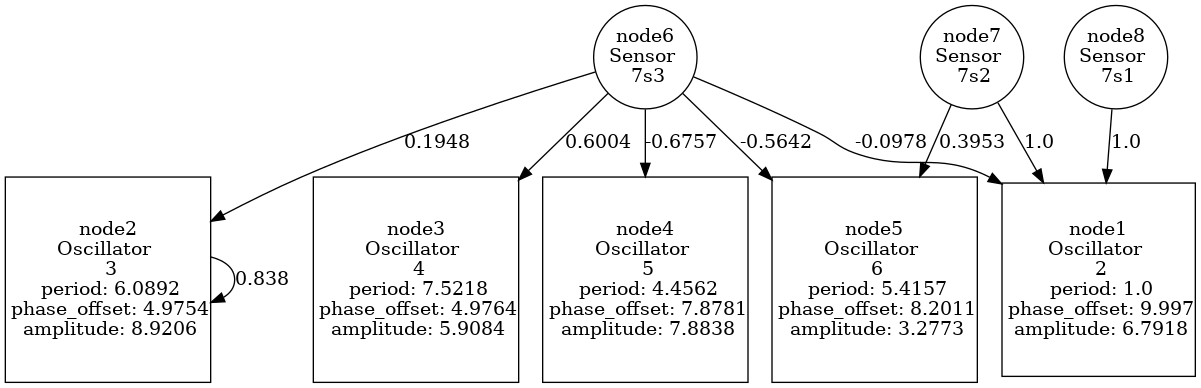 node6
Sensor
7s3
node7
Sensor
7s2
node8
Sensor
7s1
0.1948
0.6004
-0.6757
-0.5642
-0.0978
0.3953
1.0
1.0
node2
Oscillator
3
period: 6.0892
phase_offset: 4.9754
amplitude: 8.9206
0.838
node3
Oscillator
4
period: 7.5218
phase_offset: 4.9764
amplitude: 5.9084
node4
Oscillator
5
period: 4.4562
phase_offset: 7.8781
amplitude: 7.8838
node5
Oscillator
6
period: 5.4157
phase_offset: 8.2011
amplitude: 3.2773
node1
Oscillator
2
period: 1.0
phase_offset: 9.997
amplitude: 6.7918